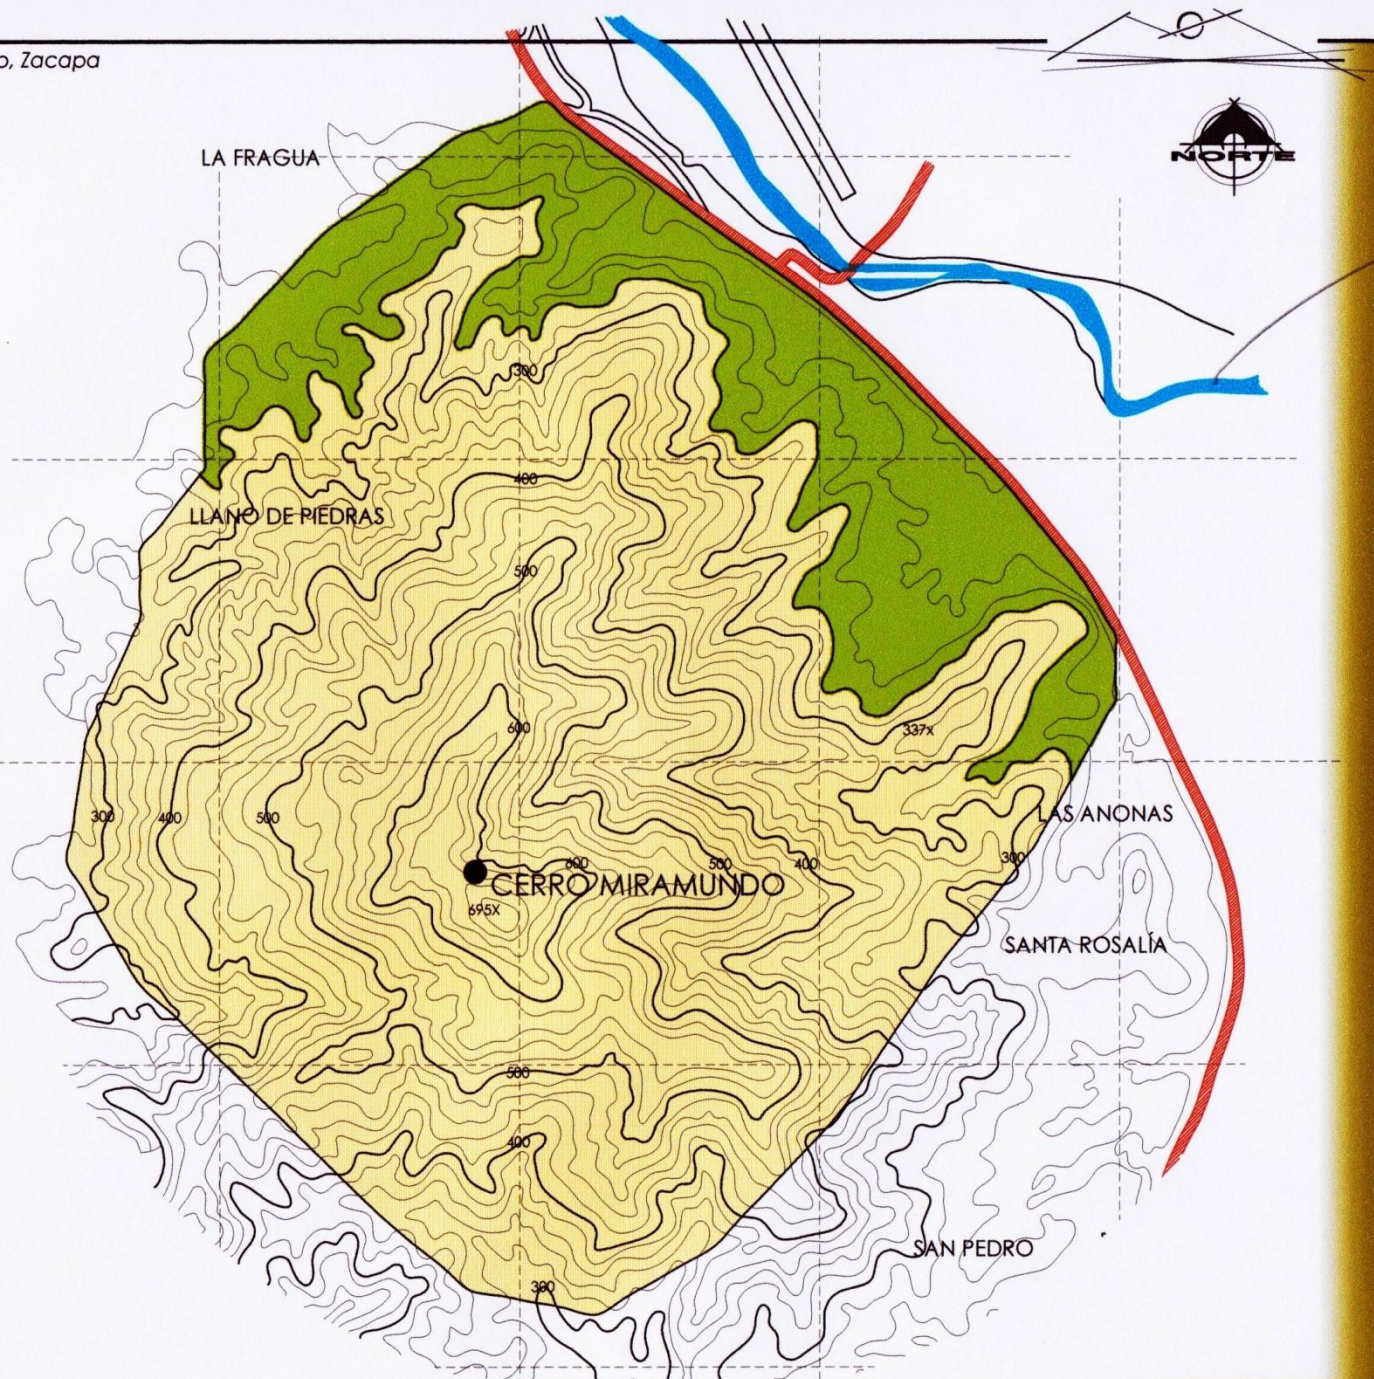 o, Zacapa
LA FRAGUA
NORTE
300
400
LLANO DE PIEDRAS
500
600
337x
300
400
500
LAS ANONAS
600
500
400
300
CERRO MIRAMUNDO
695X
SANTA ROSALÍA
500
400
SAN PEDRO
300